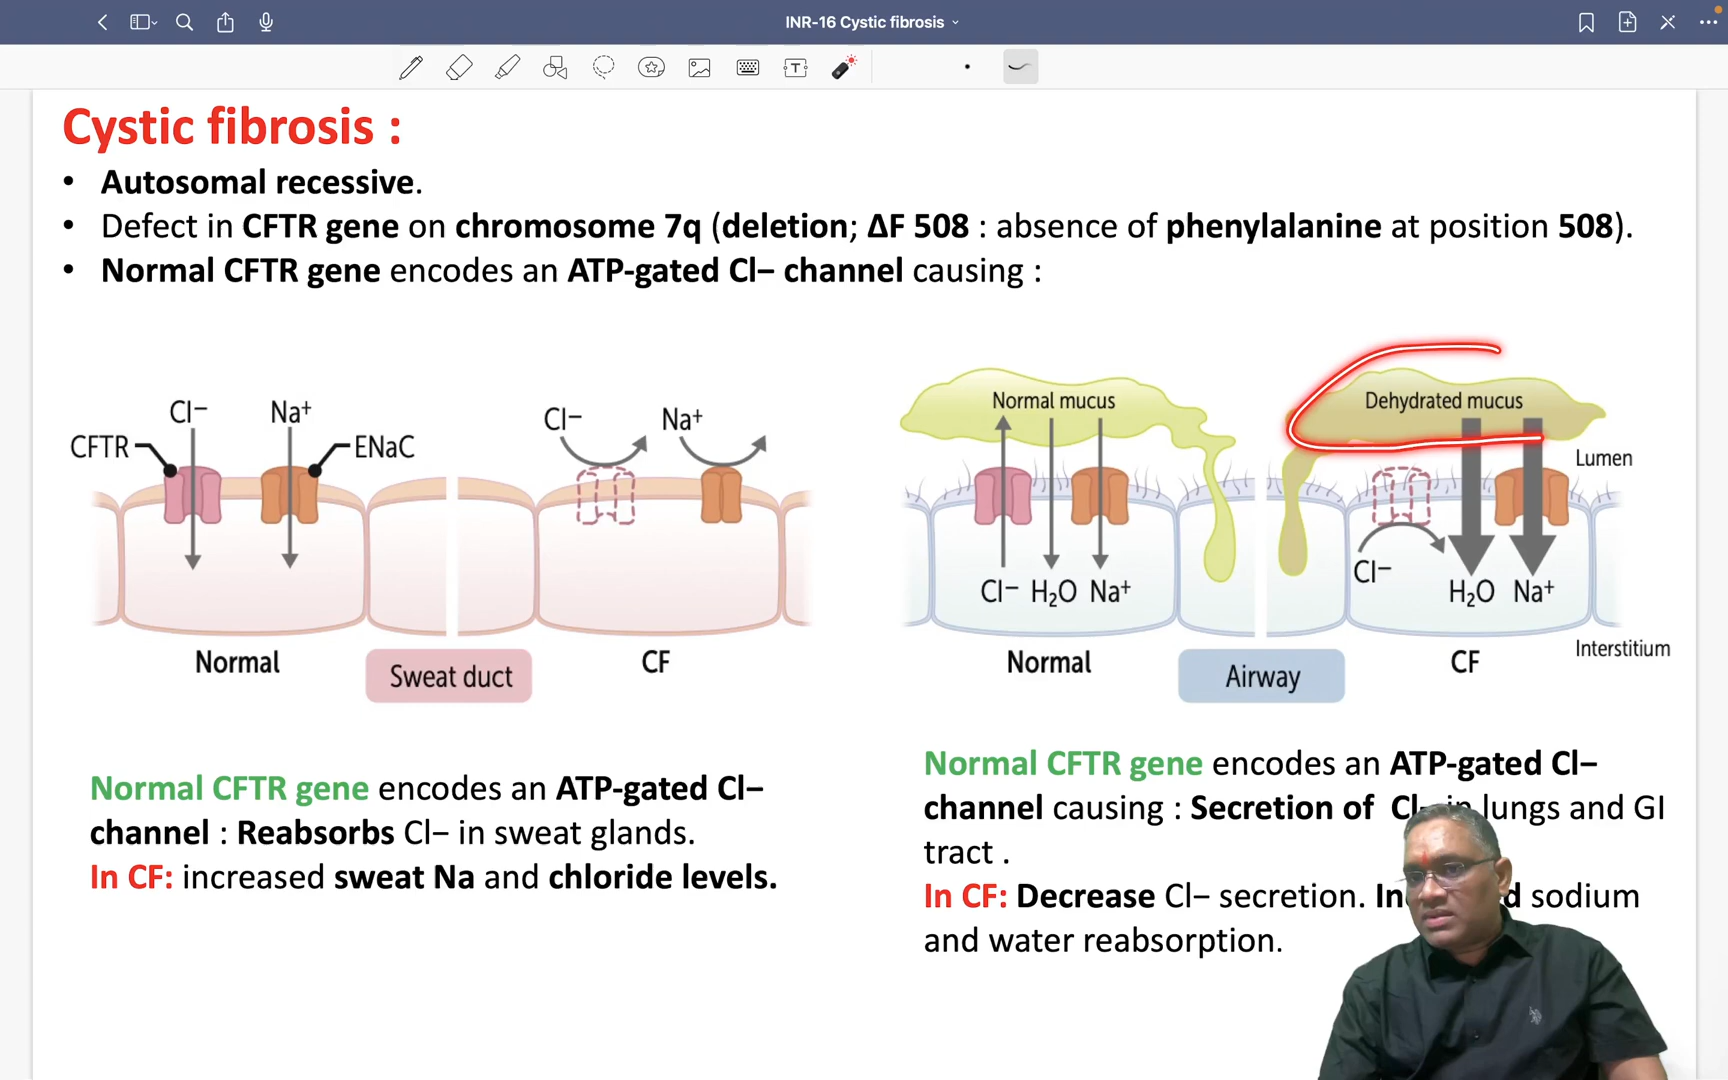 INR-16 Cystic fibrosis
Cystic fibrosis :
• Autosomal recessive.
• Defect in CFTR gene on chromosome 7q (deletion; ΔF 508 : absence of phenylalanine at position 508).
• Normal CFTR gene encodes an ATP-gated Cl– channel causing :
Cl– Na+ Cl– Na+
CFTR ENaC
Normal Sweat duct CF
Normal mucus Dehydrated mucus
Lumen
Cl– H₂O Na+ Cl– H₂O Na+
Interstitium
Normal Airway CF
Normal CFTR gene encodes an ATP-gated Cl–
channel : Reabsorbs Cl– in sweat glands.
In CF: increased sweat Na and chloride levels.
Normal CFTR gene encodes an ATP-gated Cl–
channel causing : Secretion of Cl– in lungs and GI
tract .
In CF: Decrease Cl– secretion. sodium
and water reabsorption.